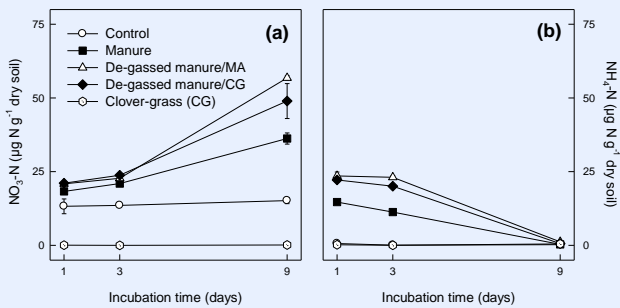 75
50
25
0
NO₃-N (µg N g⁻¹ dry soil)
Control
Manure
De-gassed manure/MA
De-gassed manure/CG
Clover-grass (CG)
(a)
1
3
9
Incubation time (days)
(b)
75
50
25
0
NH₄-N (µg N g⁻¹ dry soil)
1
3
9
Incubation time (days)